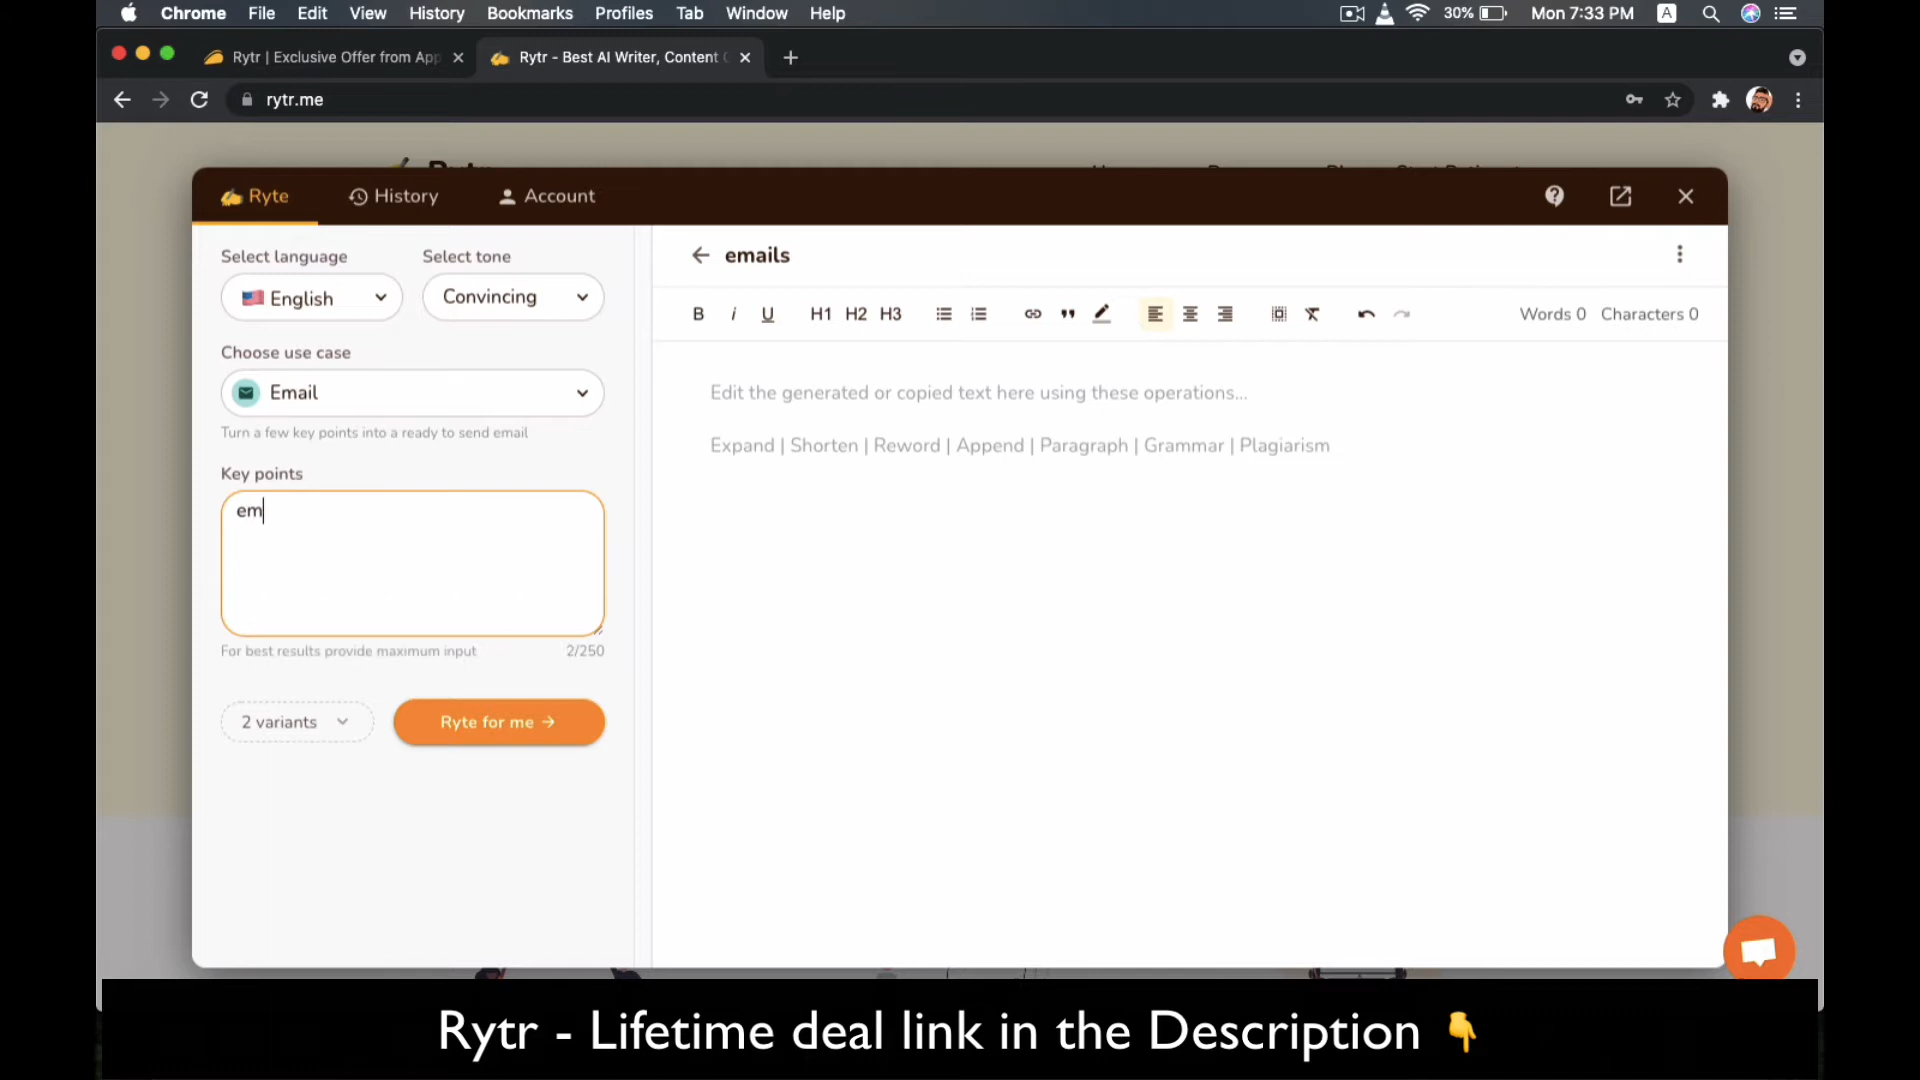 Chrome File Edit View History Bookmarks Profiles Tab Window Help 30% Mon 7:33 PM A
Rytr | Exclusive Offer from App
Rytr - Best AI Writer, Content
rytr.me
Rytr
Ryte History Account
Select language Select tone
English Convincing
Choose use case
Email
Turn a few key points into a ready to send email
Key points
em
For best results provide maximum input 2/250
2 variants Ryte for me →
emails
B i U H1 H2 H3 Words 0 Characters 0
Edit the generated or copied text here using these operations...
Expand | Shorten | Reword | Append | Paragraph | Grammar | Plagiarism
Rytr - Lifetime deal link in the Description 👇